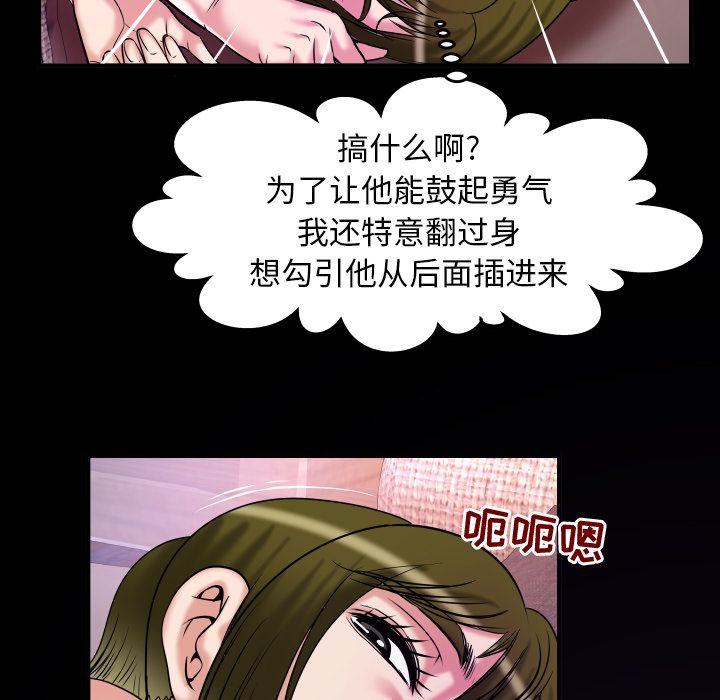 搞什么啊?
为了让他能鼓起勇气
我还特意翻过身
想勾引他从后面插进来
呃呃嗯